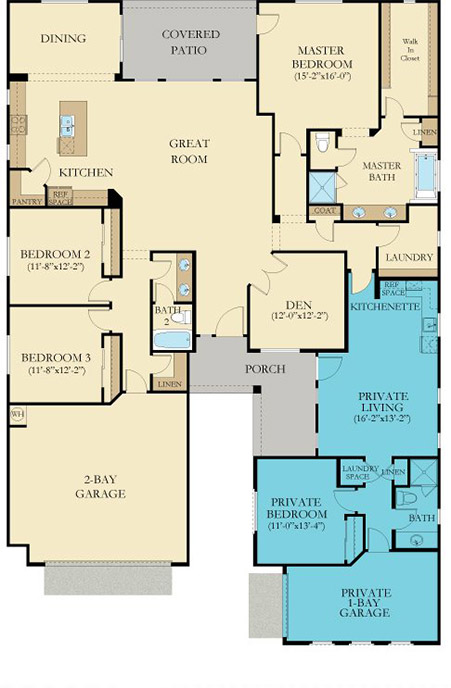 DINING
COVERED
PATIO
MASTER
BEDROOM
(15'-2"x16'-0")
Walk
In
Closet
LINEN
GREAT
ROOM
KITCHEN
MASTER
BATH
PANTRY
REF
SPACE
COAT
BEDROOM 2
(11'-8"x12'-2")
LAUNDRY
REF
SPACE
KITCHENETTE
DEN
(12'-0"x12'-2")
BATH
2
BEDROOM 3
(11'-8"x12'-2")
LINEN
PORCH
PRIVATE
LIVING
(16'-2"x13'-2")
WH
2-BAY
GARAGE
LAUNDRY
SPACE
LINEN
PRIVATE
BEDROOM
(11'-0"x13'-4")
BATH
PRIVATE
1-BAY
GARAGE